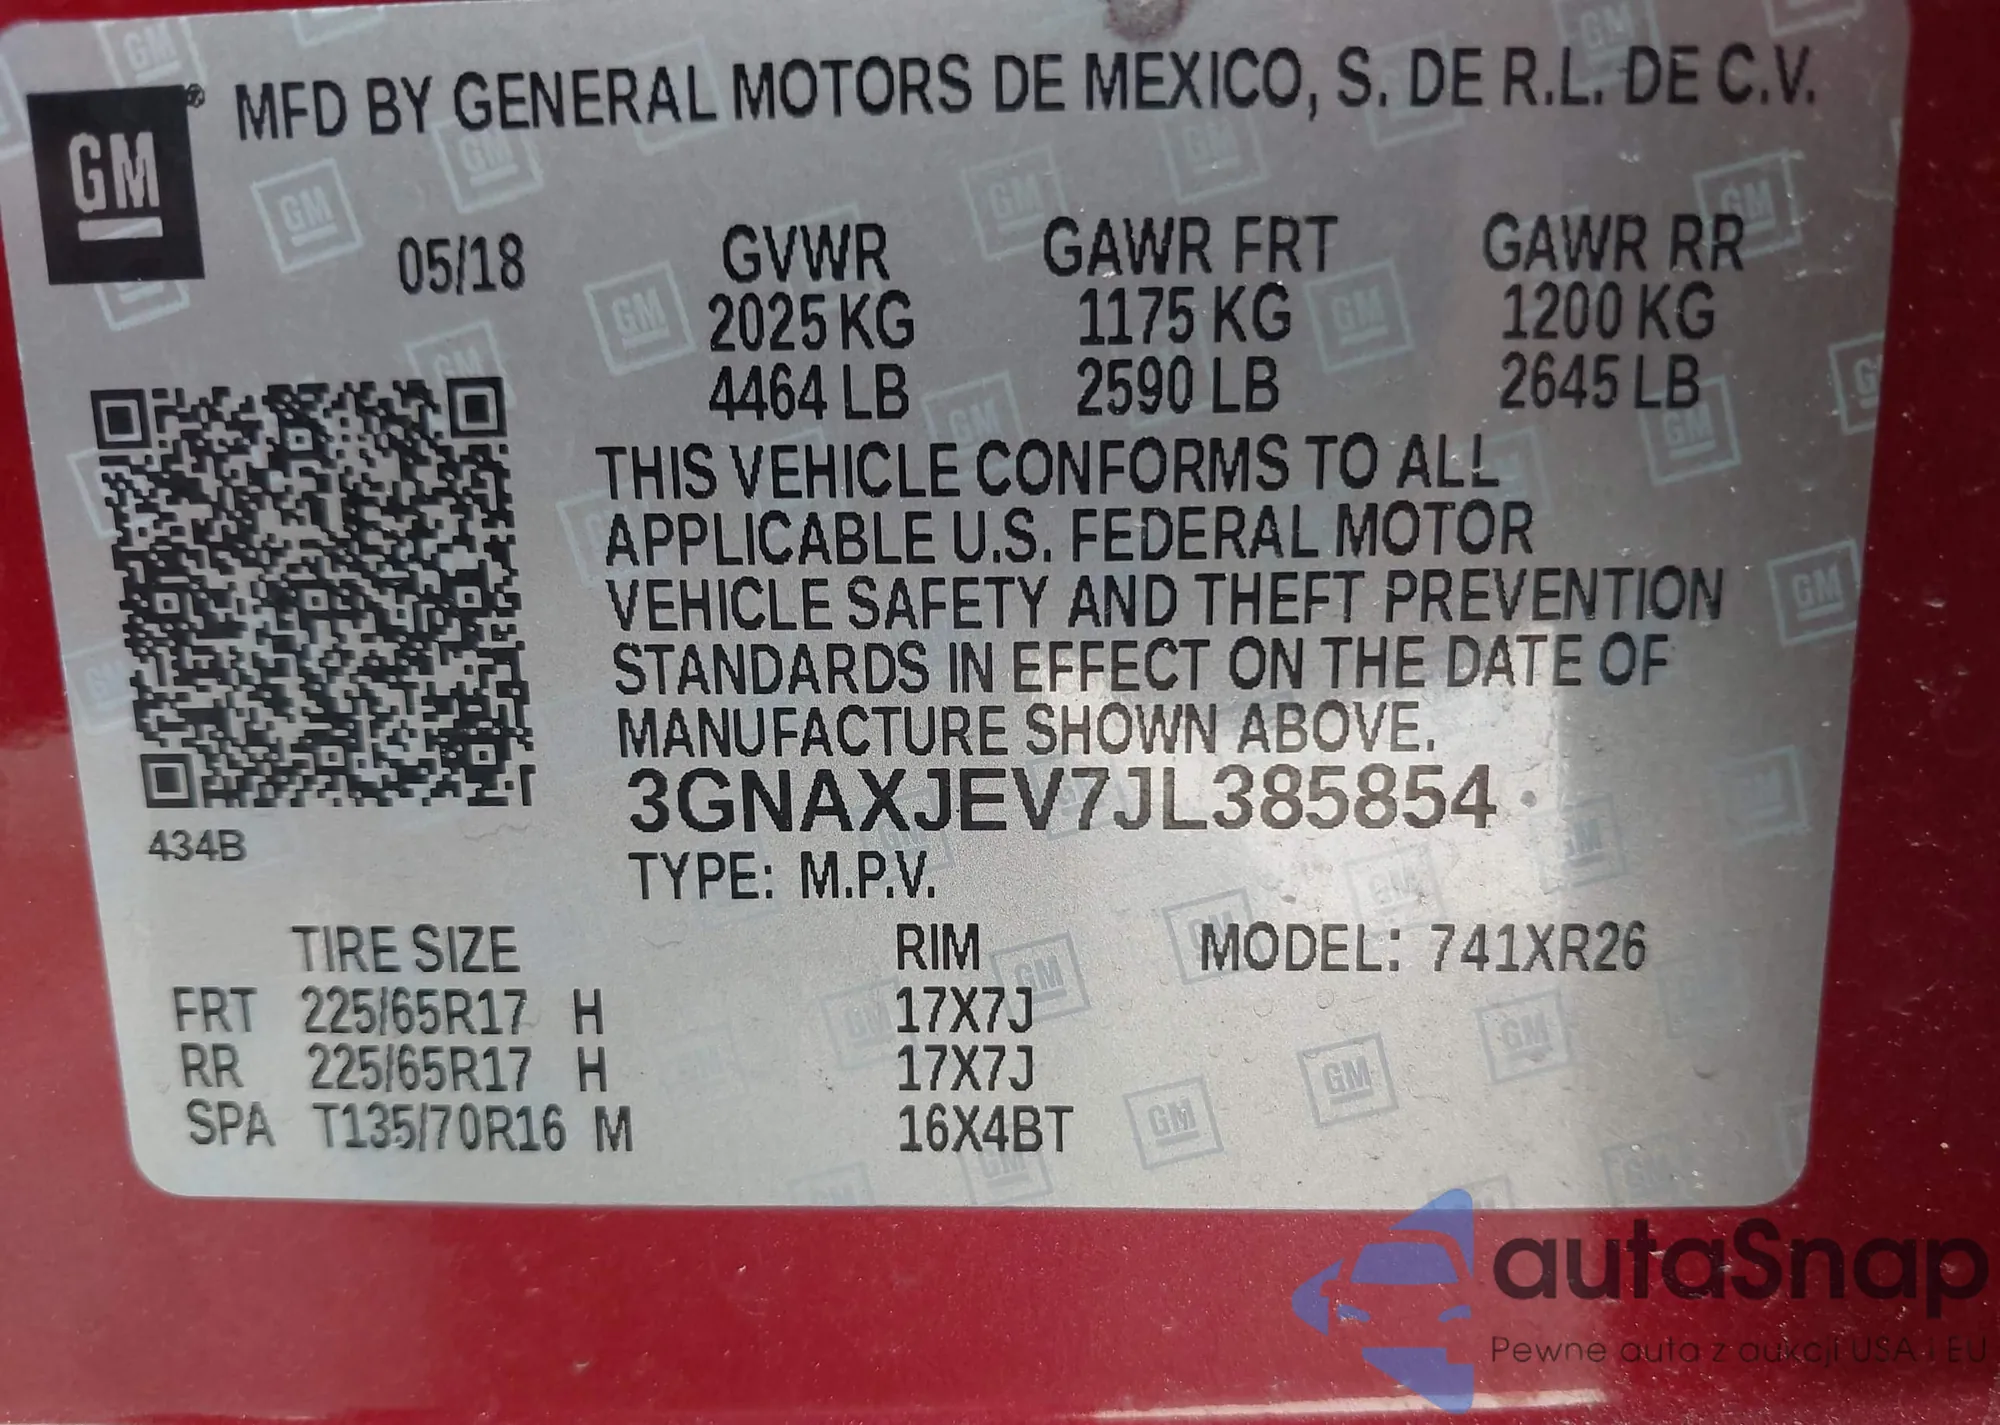 GM
® MFD BY GENERAL MOTORS DE MEXICO, S. DE R.L. DE C.V.
05/18
GVWR GAWR FRT GAWR RR
2025 KG 1175 KG 1200 KG
4464 LB 2590 LB 2645 LB
THIS VEHICLE CONFORMS TO ALL
APPLICABLE U.S. FEDERAL MOTOR
VEHICLE SAFETY AND THEFT PREVENTION
STANDARDS IN EFFECT ON THE DATE OF
MANUFACTURE SHOWN ABOVE.
3GNAXJEV7JL385854
434B
TYPE: M.P.V.
TIRE SIZE RIM MODEL: 741XR26
FRT 225/65R17 H 17X7J
RR 225/65R17 H 17X7J
SPA T135/70R16 M 16X4BT
autaSnap
Pewne auta z aukcji USA i EU